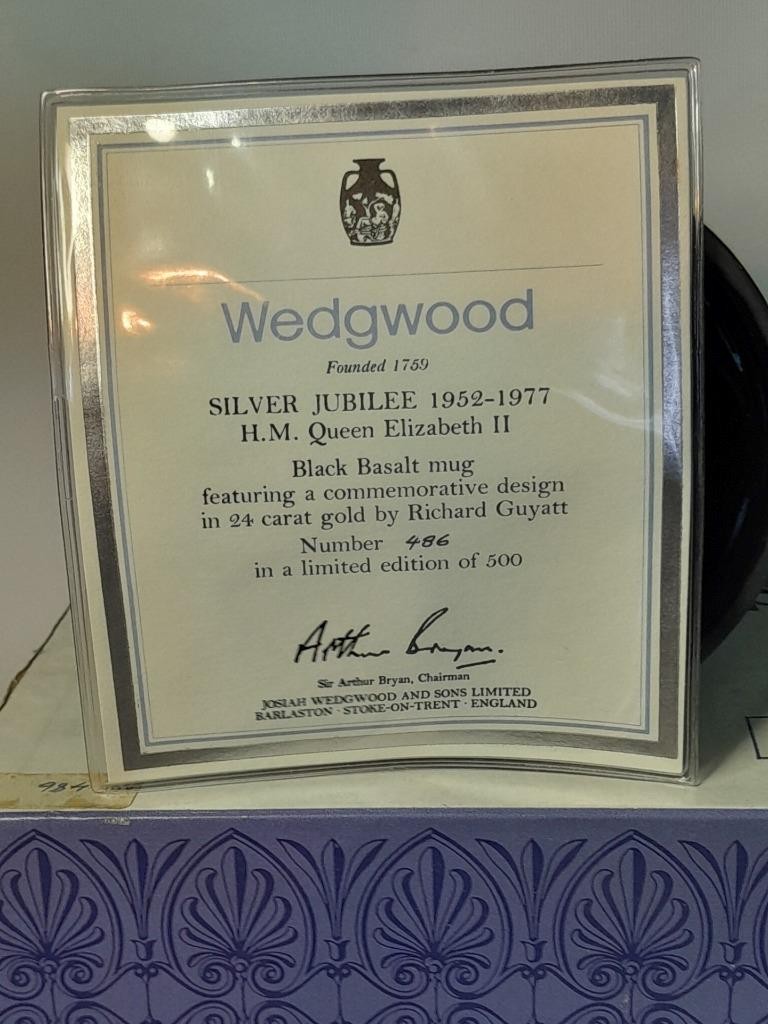 Wedgwood
Founded 1759
SILVER JUBILEE 1952-1977
H.M. Queen Elizabeth II
Black Basalt mug
featuring a commemorative design
in 24 carat gold by Richard Guyatt
Number 486
in a limited edition of 500
Arthur Bryan.
Sir Arthur Bryan, Chairman
JOSIAH WEDGWOOD AND SONS LIMITED
BARLASTON · STOKE-ON-TRENT · ENGLAND